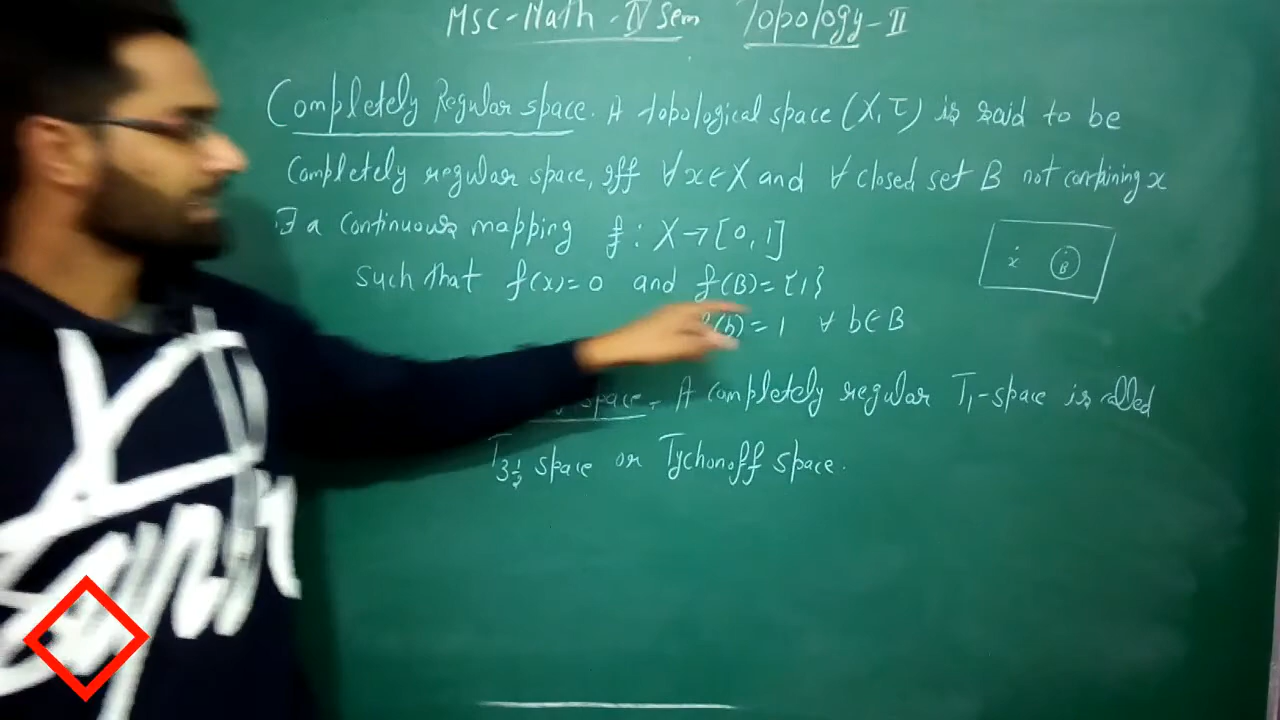 MSC-Math-IV Sem Topology-II
Completely Regular space. A topological space (X,τ) is said to be
Completely regular space, iff ∀ x∈X and ∀ closed set B not containing x
∃ a continuous mapping f : X → [0,1]
such that f(x)=0 and f(B)={1}
(b)=1 ∀ b∈B
x B
space. A completely regular T₁-space is called
T₃½ space or Tychonoff space.